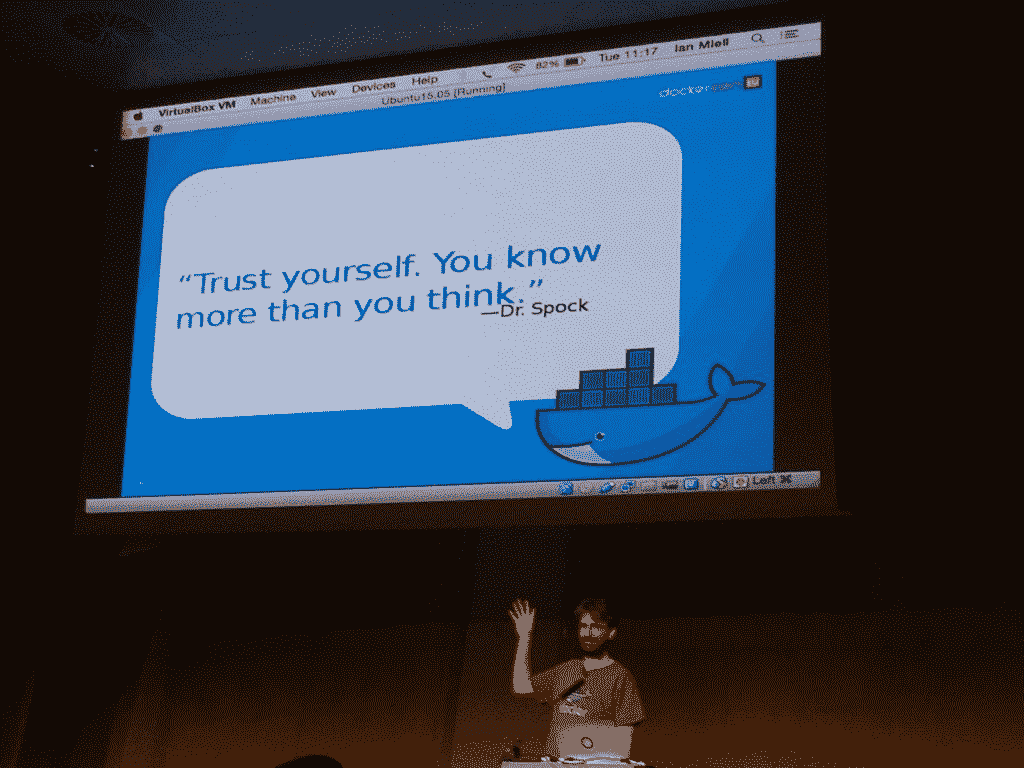 VirtualBox VM Machine View Devices Help 82% Tue 11:17 Ian Miell
Ubuntu15.05 [Running]
docker
“Trust yourself. You know
more than you think.”
—Dr. Spock
Left ⌘